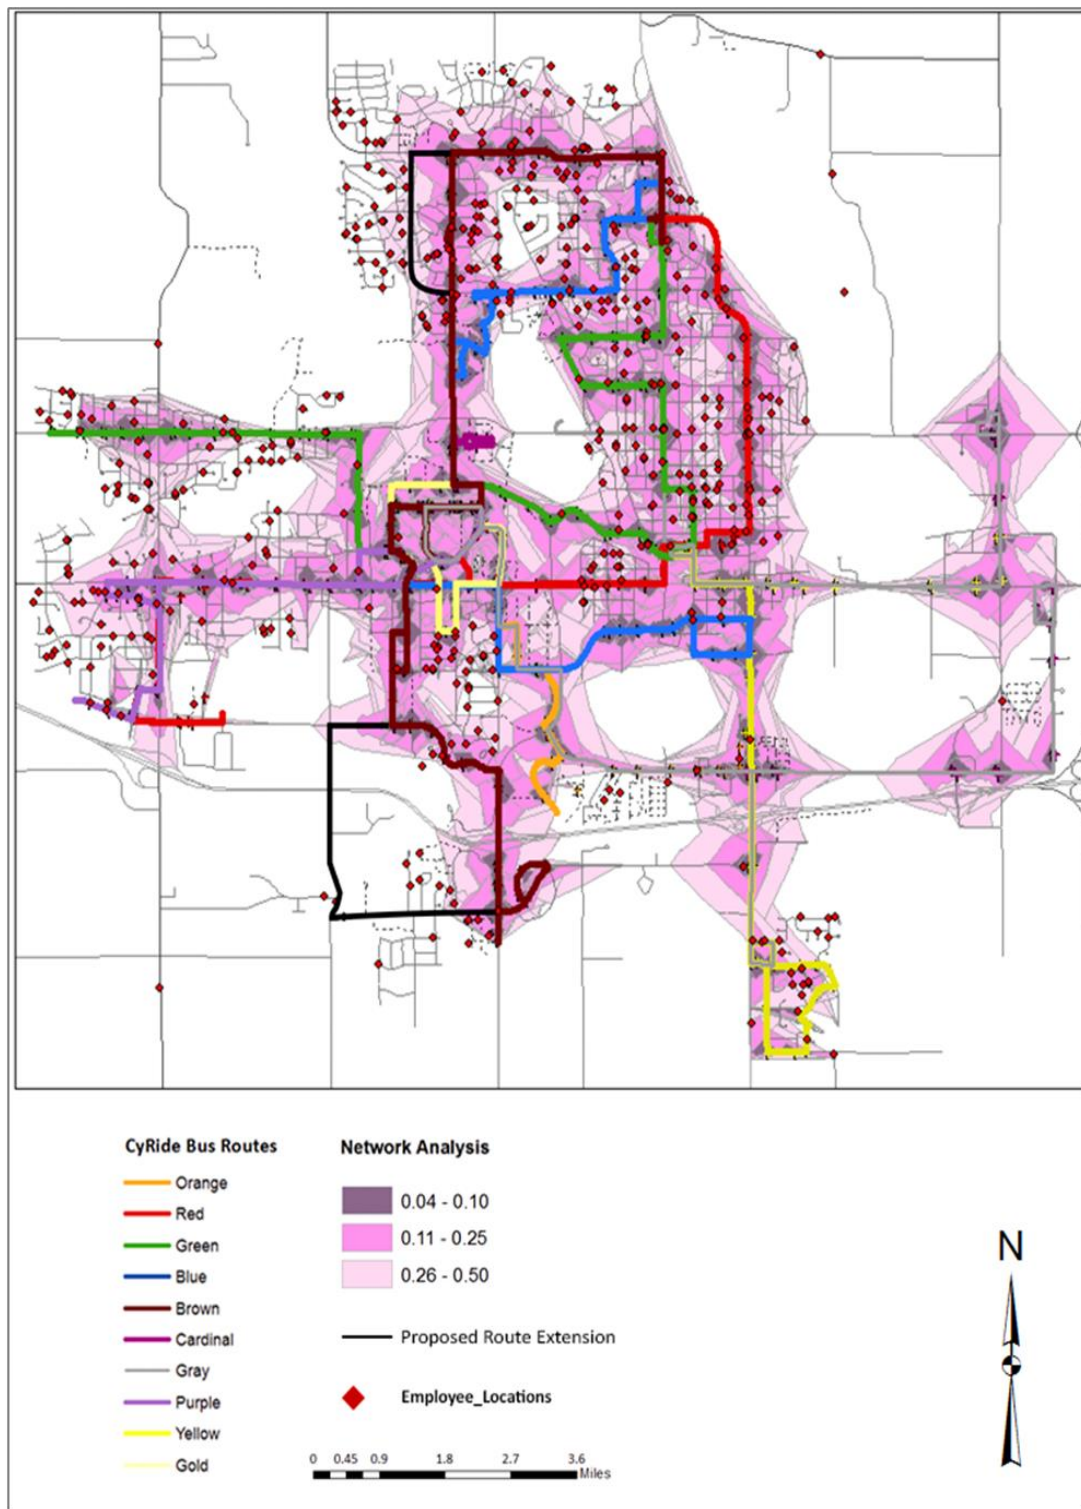 CyRide Bus Routes
Orange
Red
Green
Blue
Brown
Cardinal
Gray
Purple
Yellow
Gold
Network Analysis
0.04 - 0.10
0.11 - 0.25
0.26 - 0.50
Proposed Route Extension
Employee_Locations
0 0.45 0.9 1.8 2.7 3.6
Miles
N